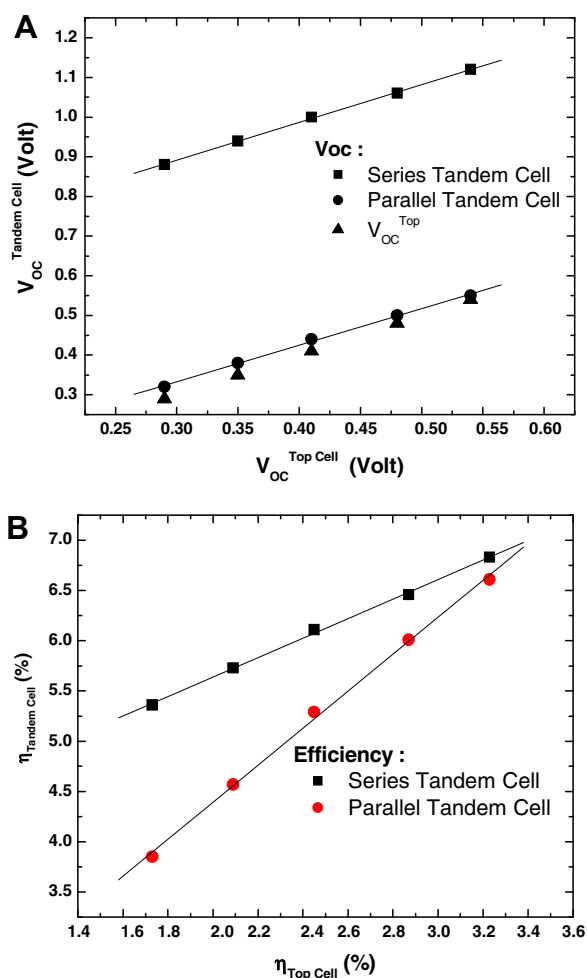 A
1.2
1.1
1.0
0.9
0.8
0.7
0.6
0.5
0.4
0.3
V_OC^Tandem Cell (Volt)
Voc :
Series Tandem Cell
Parallel Tandem Cell
V_OC^Top
0.25 0.30 0.35 0.40 0.45 0.50 0.55 0.60
V_OC^Top Cell (Volt)
B
7.0
6.5
6.0
5.5
5.0
4.5
4.0
3.5
η_Tandem Cell (%)
Efficiency :
Series Tandem Cell
Parallel Tandem Cell
1.4 1.6 1.8 2.0 2.2 2.4 2.6 2.8 3.0 3.2 3.4 3.6
η_Top Cell (%)